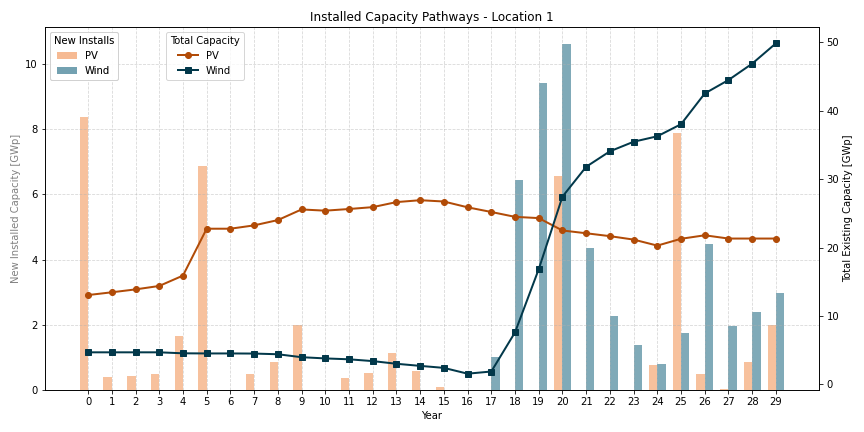 Installed Capacity Pathways - Location 1
New Installs
PV
Wind
Total Capacity
PV
Wind
New Installed Capacity [GWp]
10
8
6
4
2
0
Total Existing Capacity [GWp]
50
40
30
20
10
0
0 1 2 3 4 5 6 7 8 9 10 11 12 13 14 15 16 17 18 19 20 21 22 23 24 25 26 27 28 29
Year